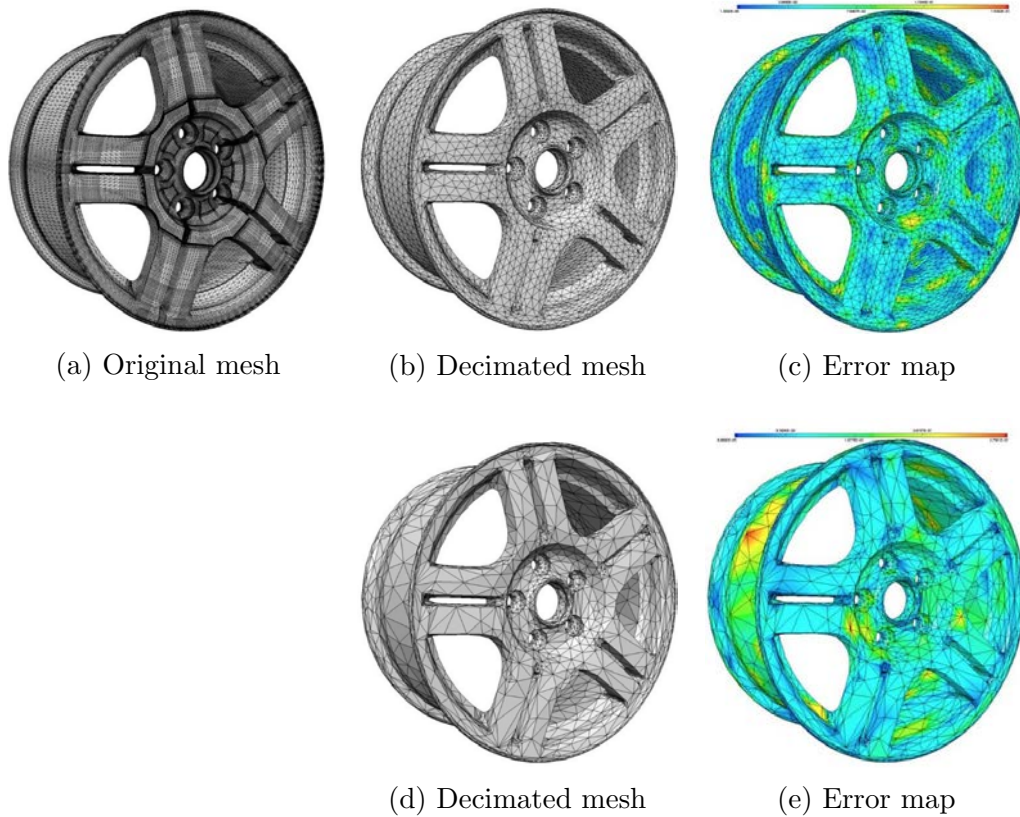 (a) Original mesh
(b) Decimated mesh
(c) Error map
(d) Decimated mesh
(e) Error map